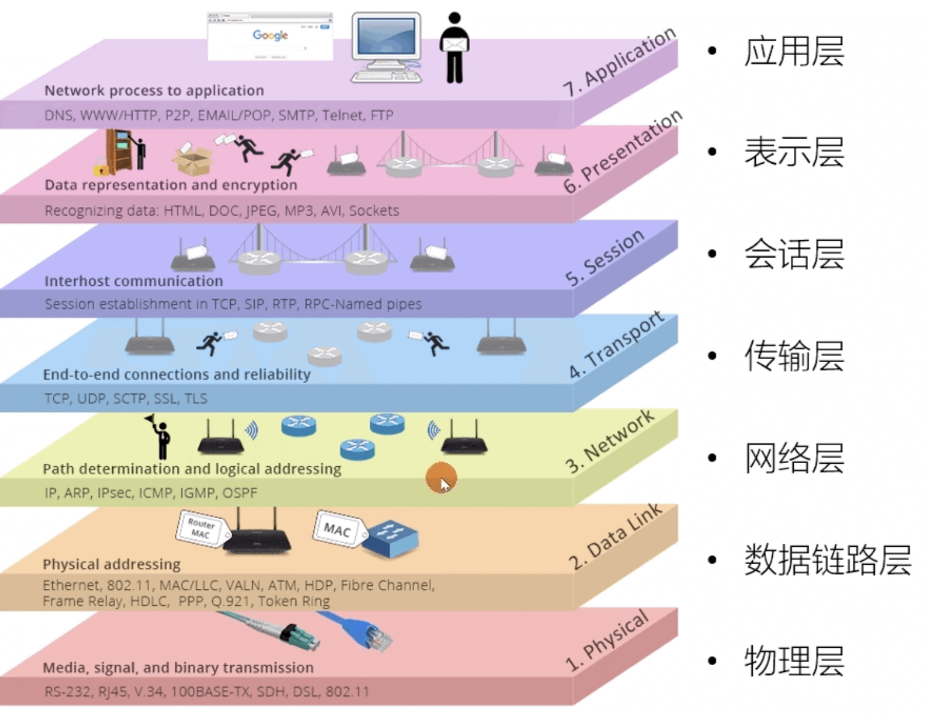 Google
7. Application
Network process to application
DNS, WWW/HTTP, P2P, EMAIL/POP, SMTP, Telnet, FTP
• 应用层
6. Presentation
Data representation and encryption
Recognizing data: HTML, DOC, JPEG, MP3, AVI, Sockets
• 表示层
5. Session
Interhost communication
Session establishment in TCP, SIP, RTP, RPC-Named pipes
• 会话层
4. Transport
End-to-end connections and reliability
TCP, UDP, SCTP, SSL, TLS
• 传输层
3. Network
Path determination and logical addressing
IP, ARP, IPsec, ICMP, IGMP, OSPF
• 网络层
Router
MAC
MAC
2. Data Link
Physical addressing
Ethernet, 802.11, MAC/LLC, VALN, ATM, HDP, Fibre Channel,
Frame Relay, HDLC, PPP, Q.921, Token Ring
• 数据链路层
1. Physical
Media, signal, and binary transmission
RS-232, RJ45, V.34, 100BASE-TX, SDH, DSL, 802.11
• 物理层